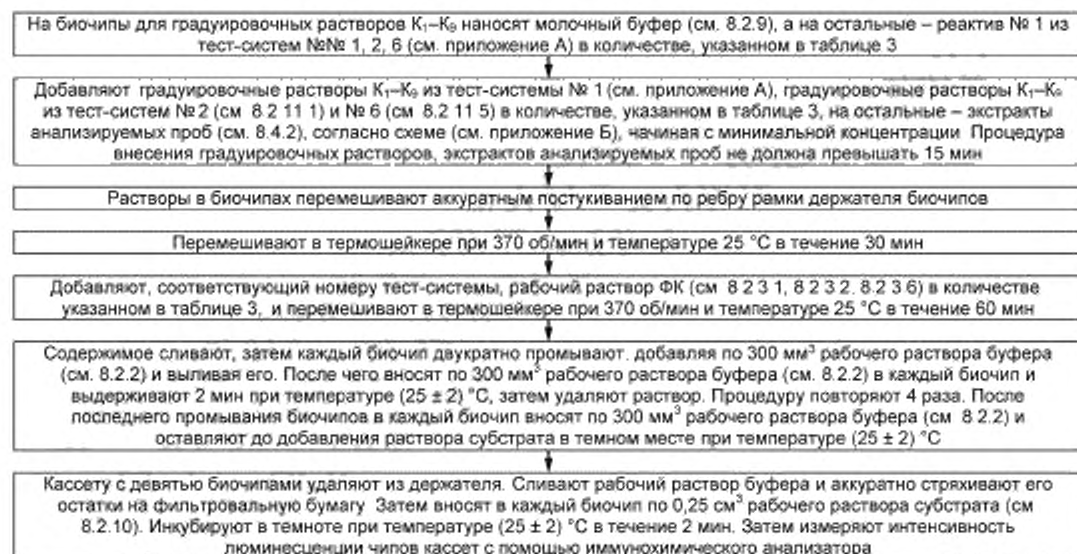 На биочипы для градуировочных растворов К₁–К₉ наносят молочный буфер (см. 8.2.9), а на остальные – реактив № 1 из
тест-систем №№ 1, 2, 6 (см. приложение А) в количестве, указанном в таблице 3
Добавляют градуировочные растворы К₁–К₉ из тест-системы № 1 (см. приложение А), градуировочные растворы К₁–К₉
из тест-систем №2 (см 8.2 11 1) и № 6 (см. 8.2 11 5) в количестве, указанном в таблице 3, на остальные – экстракты
анализируемых проб (см. 8.4.2), согласно схеме (см. приложение Б), начиная с минимальной концентрации Процедура
внесения градуировочных растворов, экстрактов анализируемых проб не должна превышать 15 мин
Растворы в биочипах перемешивают аккуратным постукиванием по ребру рамки держателя биочипов
Перемешивают в термошейкере при 370 об/мин и температуре 25 °С в течение 30 мин
Добавляют, соответствующий номеру тест-системы, рабочий раствор ФК (см 8 2 3 1, 8 2 3 2. 8.2 3 6) в количестве
указанном в таблице 3, и перемешивают в термошейкере при 370 об/мин и температуре 25 °С в течение 60 мин
Содержимое сливают, затем каждый биочип двукратно промывают. добавляя по 300 мм³ рабочего раствора буфера
(см. 8.2.2) и выливая его. После чего вносят по 300 мм³ рабочего раствора буфера (см. 8.2.2) в каждый биочип и
выдерживают 2 мин при температуре (25 ± 2) °С, затем удаляют раствор. Процедуру повторяют 4 раза. После
последнего промывания биочипов в каждый биочип вносят по 300 мм³ рабочего раствора буфера (см 8.2.2) и
оставляют до добавления раствора субстрата в темном месте при температуре (25 ± 2) °С
Кассету с девятью биочипами удаляют из держателя. Сливают рабочий раствор буфера и аккуратно стряхивают его
остатки на фильтровальную бумагу Затем вносят в каждый биочип по 0,25 см³ рабочего раствора субстрата (см
8.2.10). Инкубируют в темноте при температуре (25 ± 2) °С в течение 2 мин. Затем измеряют интенсивность
люминесценции чипов кассет с помощью иммунохимического анализатора